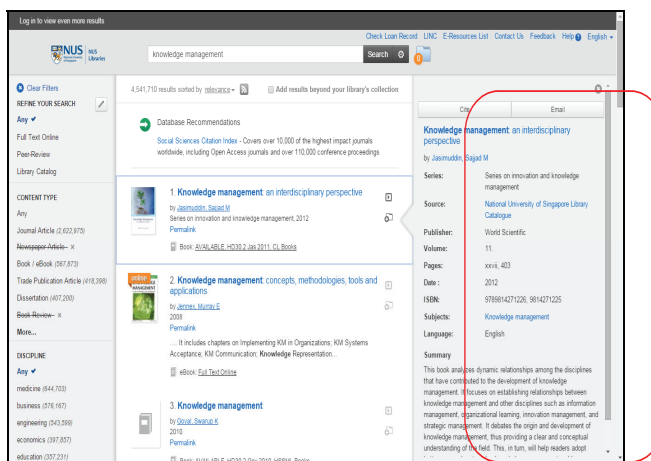 Log in to view even more results
Check Loan Record LINC E-Resources List Contact Us Feedback Help English
NUS
National University of Singapore
NUS Libraries
knowledge management
Search
Clear Filters
REFINE YOUR SEARCH
Any
Full Text Online
Peer-Review
Library Catalog
CONTENT TYPE
Any
Journal Article (2,622,975)
Newspaper Article x
Book / eBook (567,873)
Trade Publication Article (418,398)
Dissertation (407,200)
Book Review x
More...
DISCIPLINE
Any
medicine (644,703)
business (576,167)
engineering (543,599)
economics (397,857)
education (357,231)
4,541,710 results sorted by relevance
Add results beyond your library's collection
Database Recommendations
Social Sciences Citation Index - Covers over 10,000 of the highest impact journals
worldwide, including Open Access journals and over 110,000 conference proceedings
1. Knowledge management: an interdisciplinary perspective
by Jasimuddin, Sajjad M
Series on innovation and knowledge management, 2012
Permalink
Book: AVAILABLE, HD30.2 Jas 2011, CL Books
online
MANAGEMENT
2. Knowledge management: concepts, methodologies, tools and
applications
by Jennex, Murray E
2008
Permalink
.... It includes chapters on Implementing KM in Organizations; KM Systems
Acceptance; KM Communication; Knowledge Representation...
eBook: Full Text Online
3. Knowledge management
by Goyal, Swarup K
2010
Permalink
Book: AVAILABLE, HD30.2 Goy 2010, HSSML Books
Cite
Email
Knowledge management: an interdisciplinary
perspective
by Jasimuddin, Sajjad M
Series: Series on innovation and knowledge
management
Source: National University of Singapore Library
Catalogue
Publisher: World Scientific
Volume: 11.
Pages: xxvii, 403
Date : 2012
ISBN: 9789814271226, 9814271225
Subjects: Knowledge management
Language: English
Summary
This book analyzes dynamic relationships among the disciplines
that have contributed to the development of knowledge
management. It focuses on establishing relationships between
knowledge management and other disciplines such as information
management, organizational learning, innovation management, and
strategic management. It debates the origin and development of
knowledge management, thus providing a clear and conceptual
understanding of the field. This, in turn, will help readers adopt